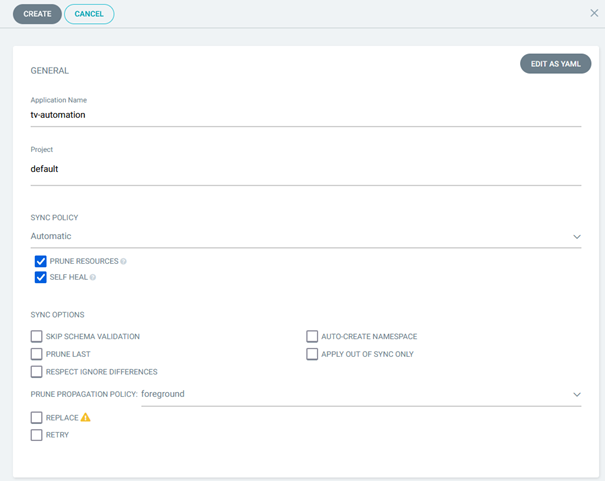 CREATE CANCEL
GENERAL EDIT AS YAML
Application Name
tv-automation
Project
default
SYNC POLICY
Automatic
PRUNE RESOURCES
SELF HEAL
SYNC OPTIONS
SKIP SCHEMA VALIDATION AUTO-CREATE NAMESPACE
PRUNE LAST APPLY OUT OF SYNC ONLY
RESPECT IGNORE DIFFERENCES
PRUNE PROPAGATION POLICY: foreground
REPLACE
RETRY